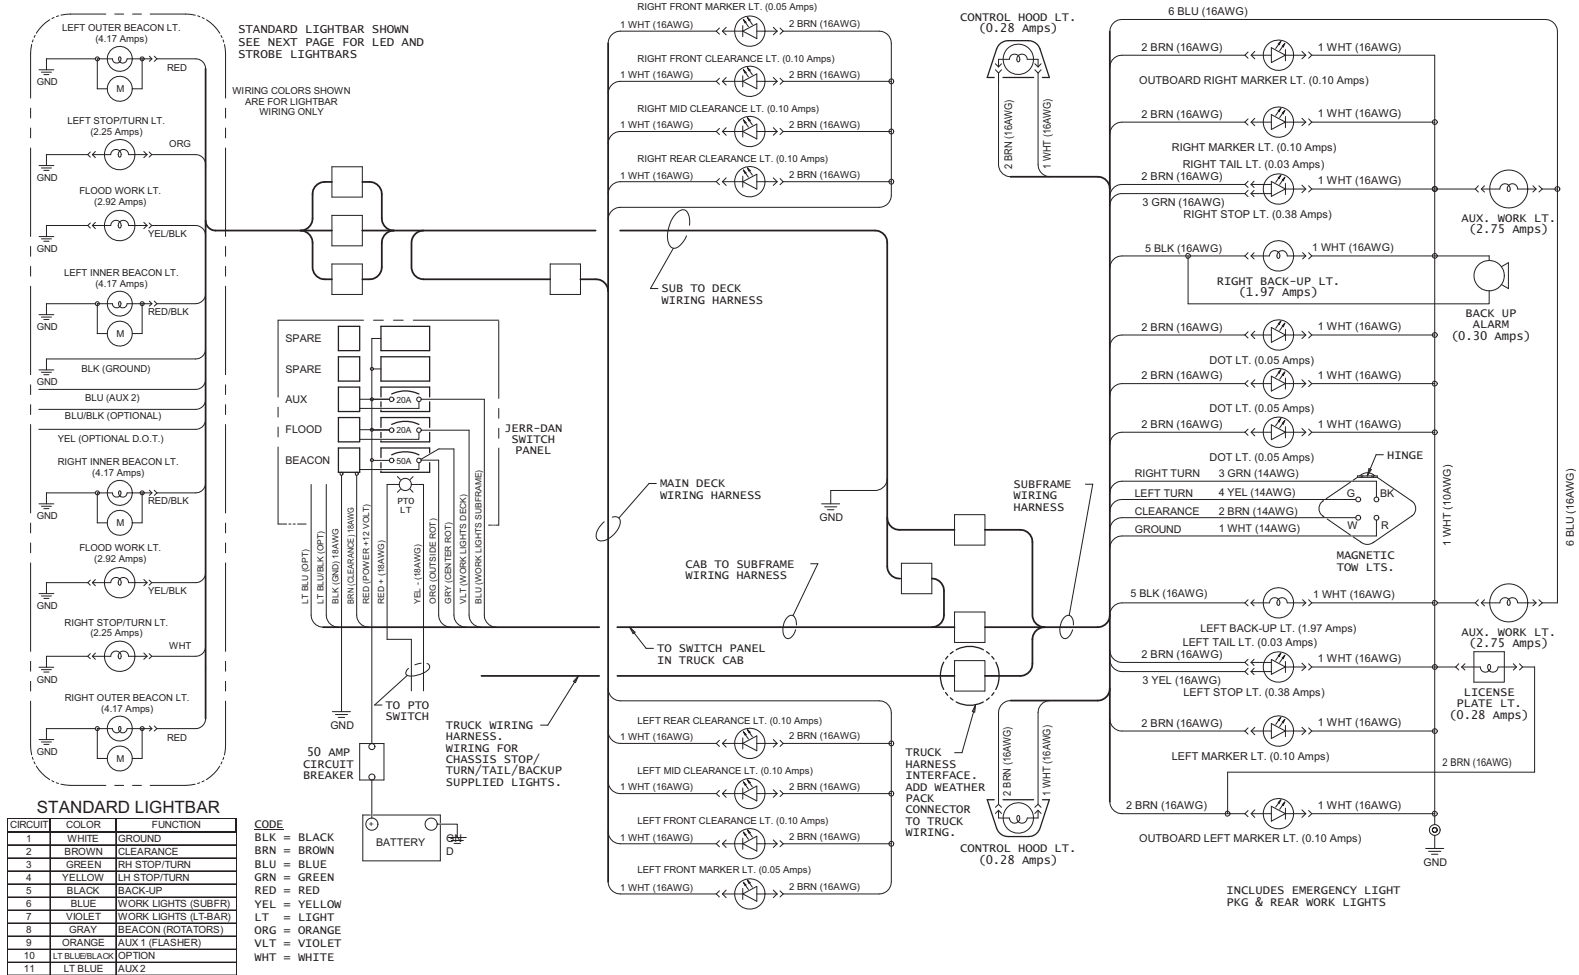 LEFT OUTER BEACON LT.
(4.17 Amps)
GND
RED
M
LEFT STOP/TURN LT.
(2.25 Amps)
ORG
GND
FLOOD WORK LT.
(2.92 Amps)
YEL/BLK
GND
LEFT INNER BEACON LT.
(4.17 Amps)
RED/BLK
GND
M
BLK (GROUND)
GND
BLU (AUX 2)
BLU/BLK (OPTIONAL)
YEL (OPTIONAL D.O.T.)
RIGHT INNER BEACON LT.
(4.17 Amps)
RED/BLK
GND
M
FLOOD WORK LT.
(2.92 Amps)
YEL/BLK
GND
RIGHT STOP/TURN LT.
(2.25 Amps)
WHT
GND
RIGHT OUTER BEACON LT.
(4.17 Amps)
RED
GND
M
STANDARD LIGHTBAR SHOWN
SEE NEXT PAGE FOR LED AND
STROBE LIGHTBARS
WIRING COLORS SHOWN
ARE FOR LIGHTBAR
WIRING ONLY
SPARE
SPARE
AUX
20A
FLOOD
20A
BEACON
50A
JERR-DAN
SWITCH
PANEL
PTO
LT
LT BLU (OPT)
LT BLU/BLK (OPT)
BLK (GND) 18AWG
BRN (CLEARANCE) 18AWG
RED (POWER +12 VOLT)
RED + (18AWG)
YEL - (18AWG)
ORG (OUTSIDE ROT)
GRY (CENTER ROT)
VLT (WORK LIGHTS DECK)
BLU (WORK LIGHTS SUBFRAME)
GND
TO PTO
SWITCH
50 AMP
CIRCUIT
BREAKER
BATTERY
GN
D
TRUCK WIRING
HARNESS.
WIRING FOR
CHASSIS STOP/
TURN/TAIL/BACKUP
SUPPLIED LIGHTS.
STANDARD LIGHTBAR
CIRCUIT COLOR FUNCTION
1 WHITE GROUND
2 BROWN CLEARANCE
3 GREEN RH STOP/TURN
4 YELLOW LH STOP/TURN
5 BLACK BACK-UP
6 BLUE WORK LIGHTS (SUBFR)
7 VIOLET WORK LIGHTS (LT-BAR)
8 GRAY BEACON (ROTATORS)
9 ORANGE AUX 1 (FLASHER)
10 LT BLUE/BLACK OPTION
11 LT BLUE AUX 2
CODE
BLK = BLACK
BRN = BROWN
BLU = BLUE
GRN = GREEN
RED = RED
YEL = YELLOW
LT = LIGHT
ORG = ORANGE
VLT = VIOLET
WHT = WHITE
RIGHT FRONT MARKER LT. (0.05 Amps)
1 WHT (16AWG) 2 BRN (16AWG)
RIGHT FRONT CLEARANCE LT. (0.10 Amps)
1 WHT (16AWG) 2 BRN (16AWG)
RIGHT MID CLEARANCE LT. (0.10 Amps)
1 WHT (16AWG) 2 BRN (16AWG)
RIGHT REAR CLEARANCE LT. (0.10 Amps)
1 WHT (16AWG) 2 BRN (16AWG)
SUB TO DECK
WIRING HARNESS
MAIN DECK
WIRING HARNESS
GND
CAB TO SUBFRAME
WIRING HARNESS
TO SWITCH PANEL
IN TRUCK CAB
LEFT REAR CLEARANCE LT. (0.10 Amps)
1 WHT (16AWG) 2 BRN (16AWG)
LEFT MID CLEARANCE LT. (0.10 Amps)
1 WHT (16AWG) 2 BRN (16AWG)
LEFT FRONT CLEARANCE LT. (0.10 Amps)
1 WHT (16AWG) 2 BRN (16AWG)
LEFT FRONT MARKER LT. (0.05 Amps)
1 WHT (16AWG) 2 BRN (16AWG)
CONTROL HOOD LT.
(0.28 Amps)
2 BRN (16AWG)
1 WHT (16AWG)
SUBFRAME
WIRING
HARNESS
TRUCK
HARNESS
INTERFACE.
ADD WEATHER
PACK
CONNECTOR
TO TRUCK
WIRING.
2 BRN (16AWG)
1 WHT (16AWG)
CONTROL HOOD LT.
(0.28 Amps)
6 BLU (16AWG)
2 BRN (16AWG) 1 WHT (16AWG)
OUTBOARD RIGHT MARKER LT. (0.10 Amps)
2 BRN (16AWG) 1 WHT (16AWG)
RIGHT MARKER LT. (0.10 Amps)
RIGHT TAIL LT. (0.03 Amps)
2 BRN (16AWG) 1 WHT (16AWG)
3 GRN (16AWG)
RIGHT STOP LT. (0.38 Amps)
AUX. WORK LT.
(2.75 Amps)
5 BLK (16AWG) 1 WHT (16AWG)
RIGHT BACK-UP LT.
(1.97 Amps)
BACK UP
ALARM
(0.30 Amps)
2 BRN (16AWG) 1 WHT (16AWG)
DOT LT. (0.05 Amps)
2 BRN (16AWG) 1 WHT (16AWG)
DOT LT. (0.05 Amps)
2 BRN (16AWG) 1 WHT (16AWG)
DOT LT. (0.05 Amps)
HINGE
RIGHT TURN 3 GRN (14AWG)
LEFT TURN 4 YEL (14AWG)
CLEARANCE 2 BRN (14AWG)
GROUND 1 WHT (14AWG)
G BK
W R
MAGNETIC
TOW LTS.
1 WHT (10AWG)
6 BLU (16AWG)
5 BLK (16AWG) 1 WHT (16AWG)
LEFT BACK-UP LT. (1.97 Amps)
AUX. WORK LT.
(2.75 Amps)
LEFT TAIL LT. (0.03 Amps)
2 BRN (16AWG) 1 WHT (16AWG)
3 YEL (16AWG)
LEFT STOP LT. (0.38 Amps)
LICENSE
PLATE LT.
(0.28 Amps)
2 BRN (16AWG) 1 WHT (16AWG)
LEFT MARKER LT. (0.10 Amps)
2 BRN (16AWG)
2 BRN (16AWG) 1 WHT (16AWG)
OUTBOARD LEFT MARKER LT. (0.10 Amps)
GND
INCLUDES EMERGENCY LIGHT
PKG & REAR WORK LIGHTS